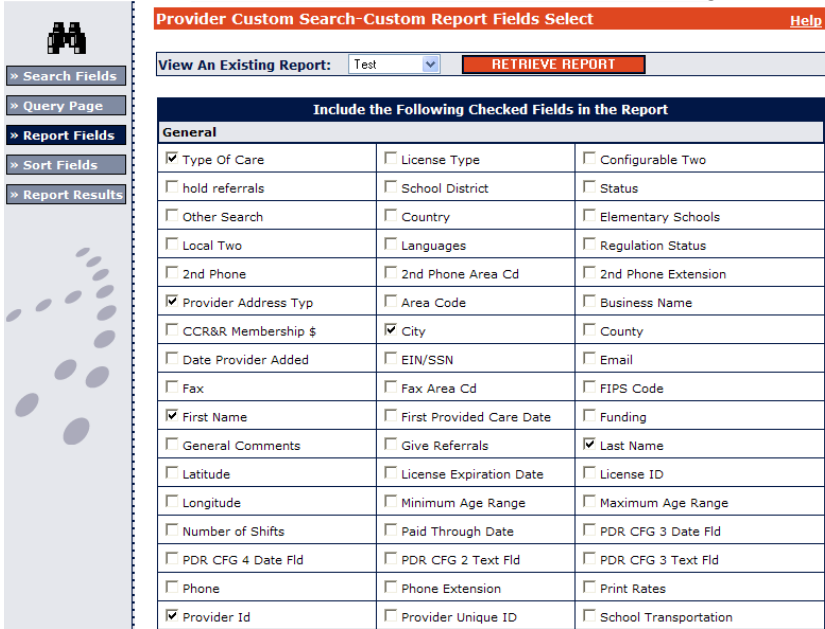 Provider Custom Search-Custom Report Fields Select Help
View An Existing Report: Test RETRIEVE REPORT
» Search Fields
» Query Page
» Report Fields
» Sort Fields
» Report Results
Include the Following Checked Fields in the Report
General
Type Of Care License Type Configurable Two
hold referrals School District Status
Other Search Country Elementary Schools
Local Two Languages Regulation Status
2nd Phone 2nd Phone Area Cd 2nd Phone Extension
Provider Address Typ Area Code Business Name
CCR&R Membership $ City County
Date Provider Added EIN/SSN Email
Fax Fax Area Cd FIPS Code
First Name First Provided Care Date Funding
General Comments Give Referrals Last Name
Latitude License Expiration Date License ID
Longitude Minimum Age Range Maximum Age Range
Number of Shifts Paid Through Date PDR CFG 3 Date Fld
PDR CFG 4 Date Fld PDR CFG 2 Text Fld PDR CFG 3 Text Fld
Phone Phone Extension Print Rates
Provider Id Provider Unique ID School Transportation